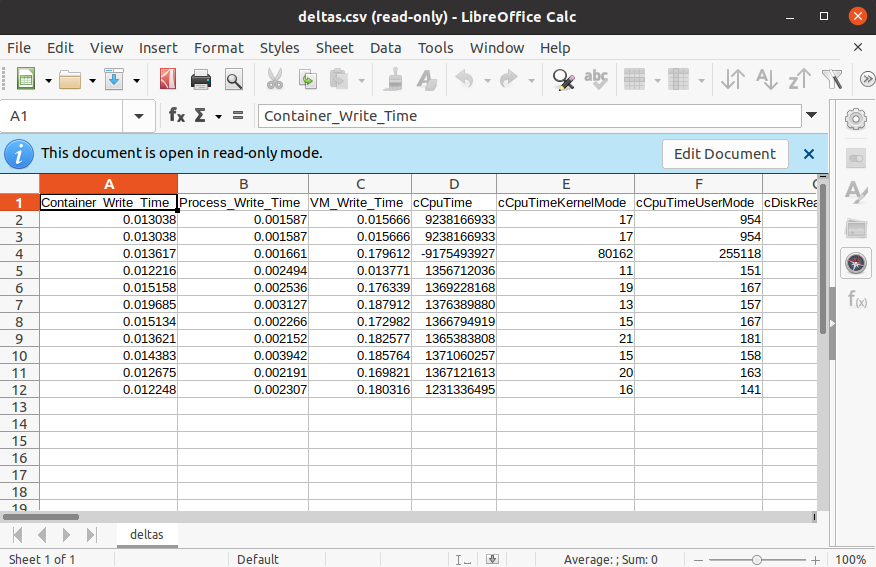 deltas.csv (read-only) - LibreOffice Calc
File Edit View Insert Format Styles Sheet Data Tools Window Help
A1 fx Σ = Container_Write_Time
This document is open in read-only mode. Edit Document
A B C D E F
1 Container_Write_Time Process_Write_Time VM_Write_Time cCpuTime cCpuTimeKernelMode cCpuTimeUserMode cDiskRea
2 0.013038 0.001587 0.015666 9238166933 17 954
3 0.013038 0.001587 0.015666 9238166933 17 954
4 0.013617 0.001661 0.179612 -9175493927 80162 255118
5 0.012216 0.002494 0.013771 1356712036 11 151
6 0.015158 0.002536 0.176339 1369228168 19 167
7 0.019685 0.003127 0.187912 1376389880 13 157
8 0.015134 0.002266 0.172982 1366794919 15 167
9 0.013621 0.002152 0.182577 1365383808 21 181
10 0.014383 0.003942 0.185764 1371060257 15 158
11 0.012675 0.002191 0.169821 1367121613 20 163
12 0.012248 0.002307 0.180316 1231336495 16 141
13
14
15
16
17
18
19
deltas
Sheet 1 of 1 Default Average: ; Sum: 0 100%